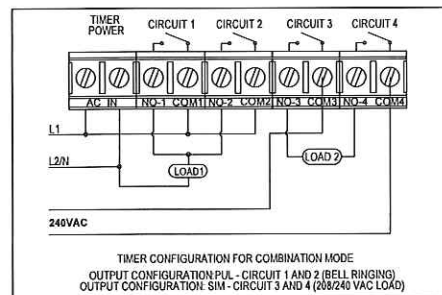 TIMER
POWER
CIRCUIT 1
CIRCUIT 2
CIRCUIT 3
CIRCUIT 4
AC IN
NO-1
COM1
NO-2
COM2
NO-3
COM3
NO-4
COM4
L1
L2/N
LOAD1
LOAD 2
240VAC
TIMER CONFIGURATION FOR COMBINATION MODE
OUTPUT CONFIGURATION: PUL - CIRCUIT 1 AND 2 (BELL RINGING)
OUTPUT CONFIGURATION: SIM - CIRCUIT 3 AND 4 (208/240 VAC LOAD)